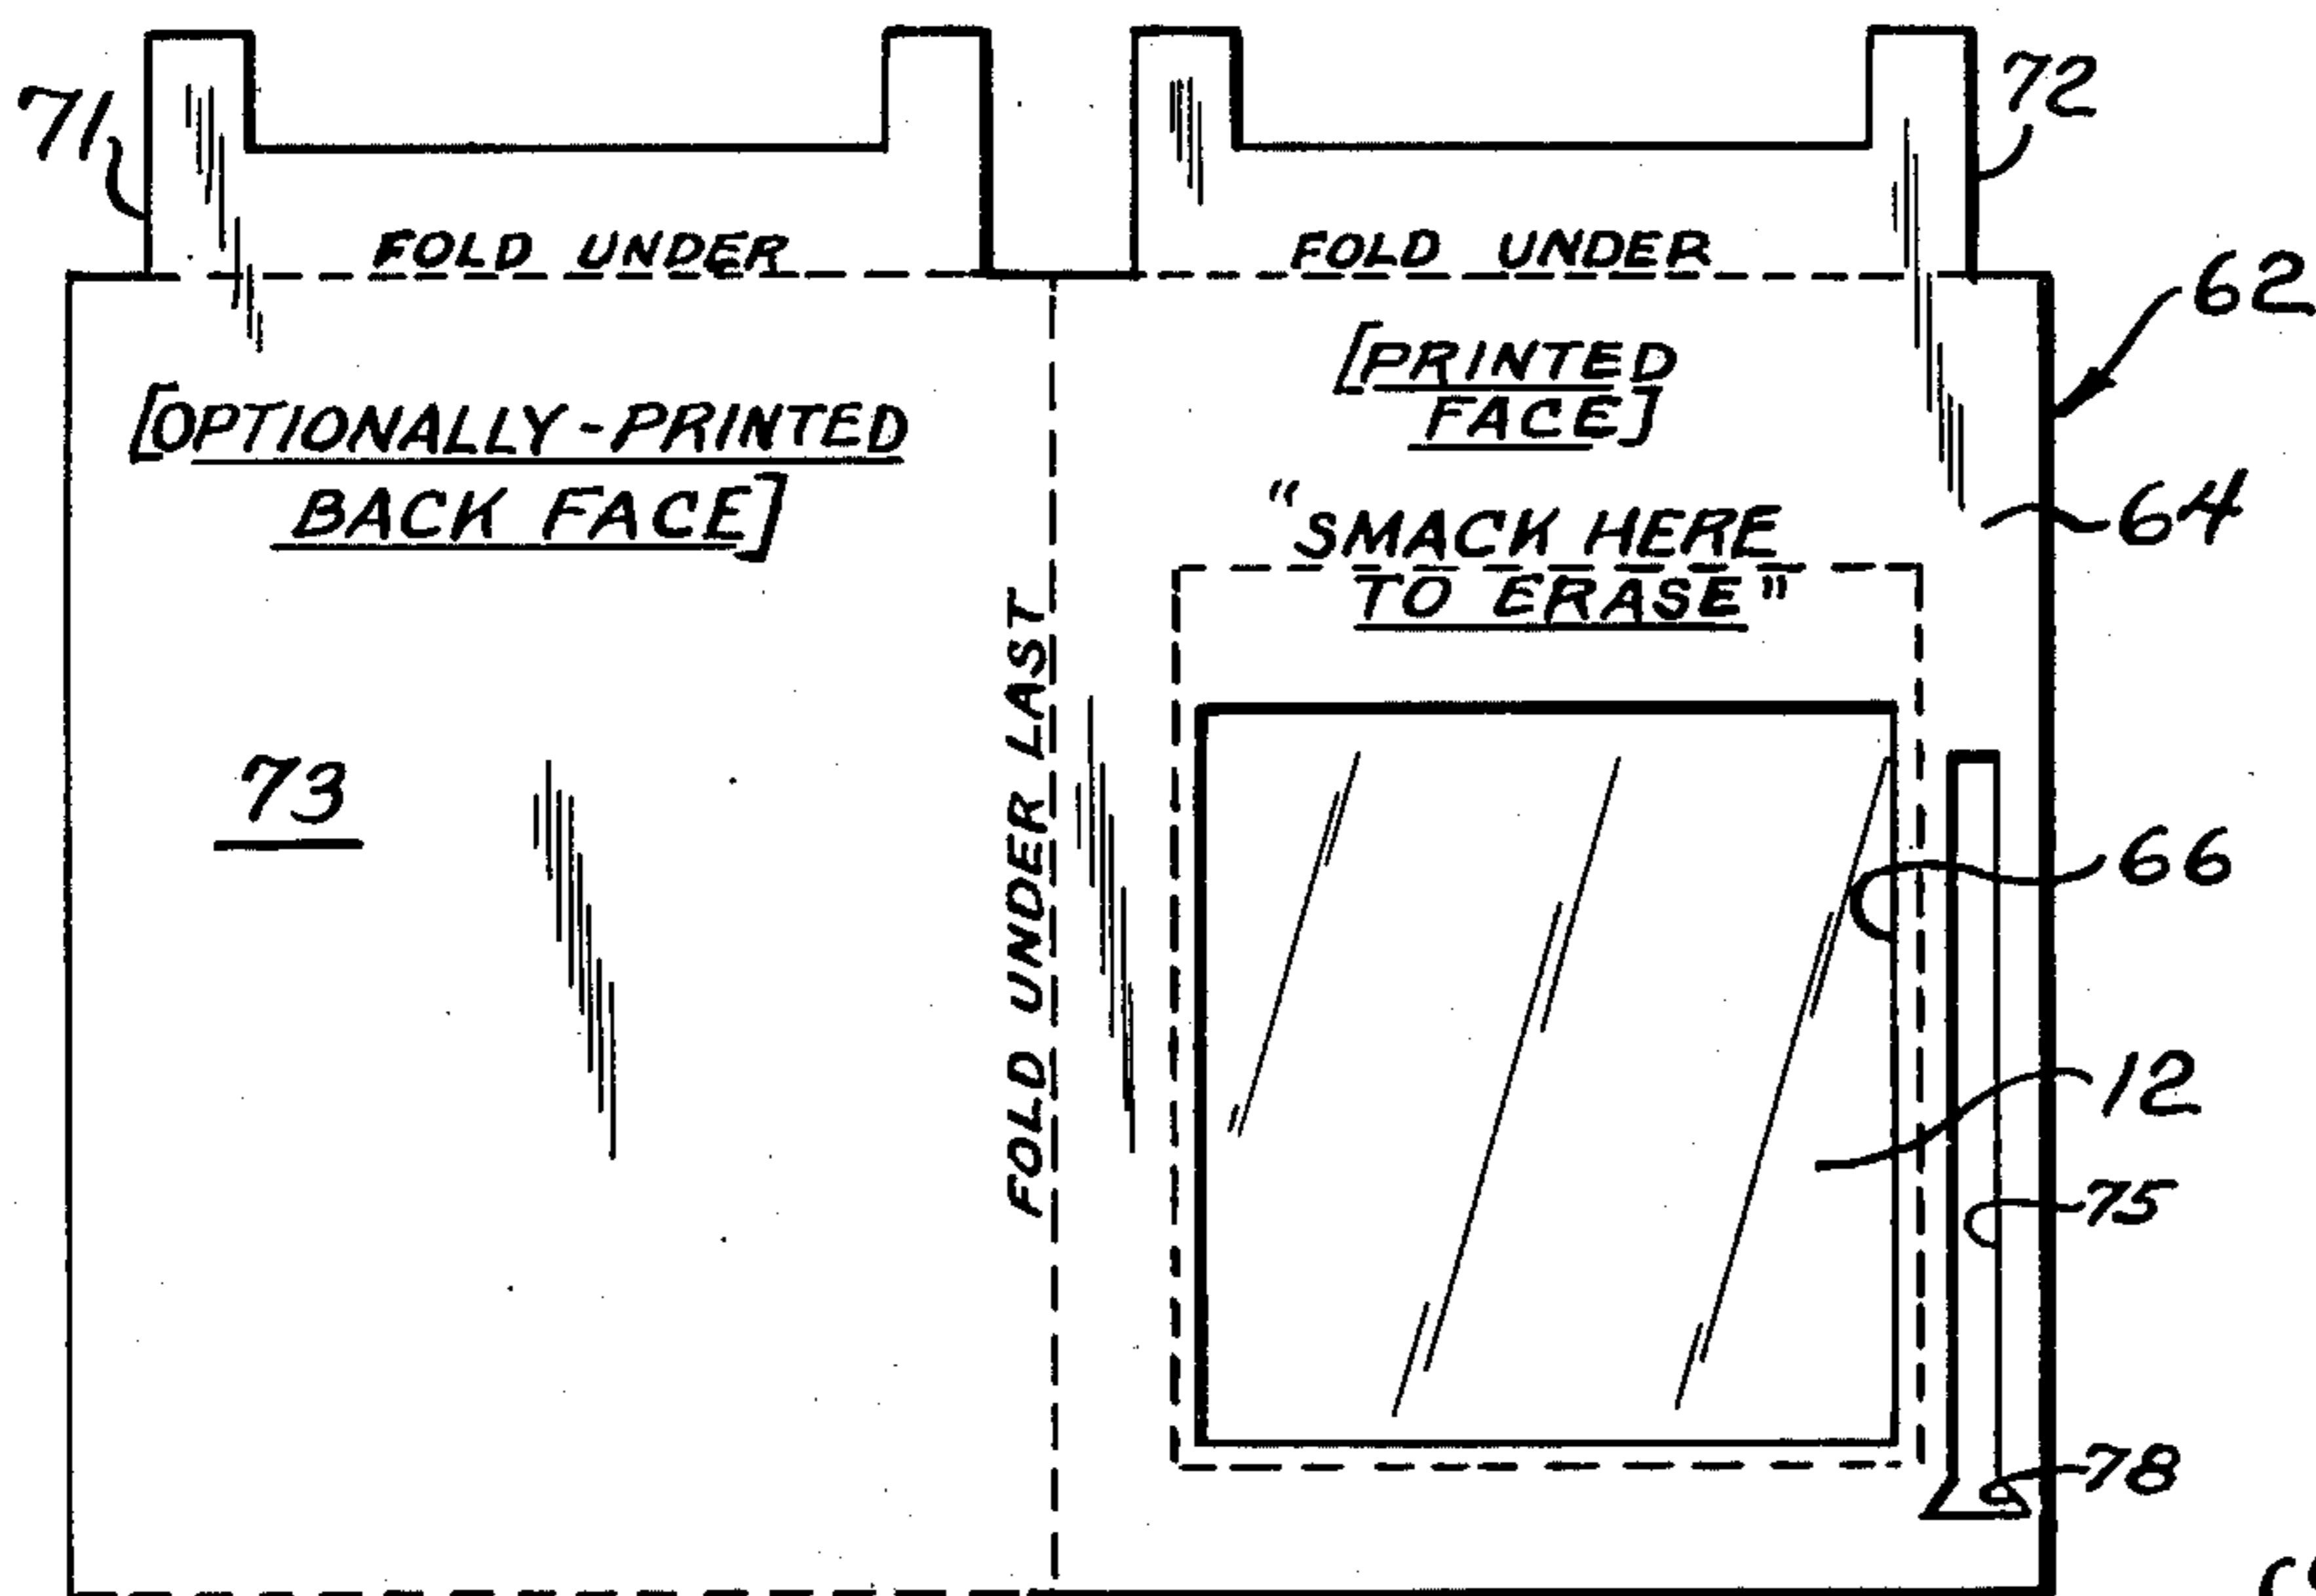 71
72
FOLD UNDER
FOLD UNDER
62
[PRINTED
FACE]
[OPTIONALLY-PRINTED
BACK FACE]
64
"SMACK HERE
TO ERASE"
FOLD UNDER LAST
73
66
12
75
78